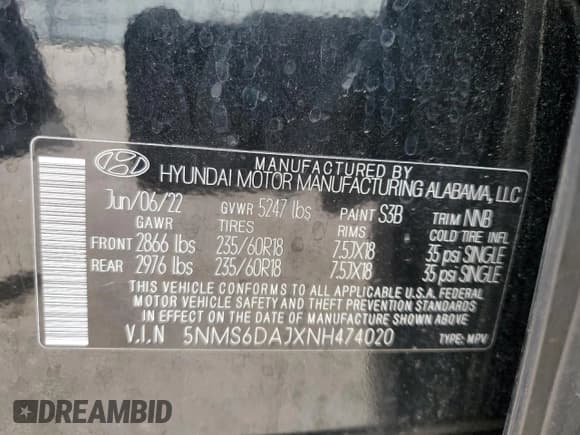 MANUFACTURED BY
HYUNDAI MOTOR MANUFACTURING ALABAMA, LLC
Jun/06/22 GVWR 5247 lbs PAINT S3B TRIM NNB
GAWR TIRES RIMS COLD TIRE INFL
FRONT 2866 lbs 235/60R18 7.5JX18 35 psi SINGLE
REAR 2976 lbs 235/60R18 7.5JX18 35 psi SINGLE
THIS VEHICLE CONFORMS TO ALL APPLICABLE U.S.A. FEDERAL
MOTOR VEHICLE SAFETY AND THEFT PREVENTION STANDARDS
IN EFFECT ON THE DATE OF MANUFACTURE SHOWN ABOVE.
V.I.N 5NMS6DAJXNH474020 TYPE: MPV
DREAMBID